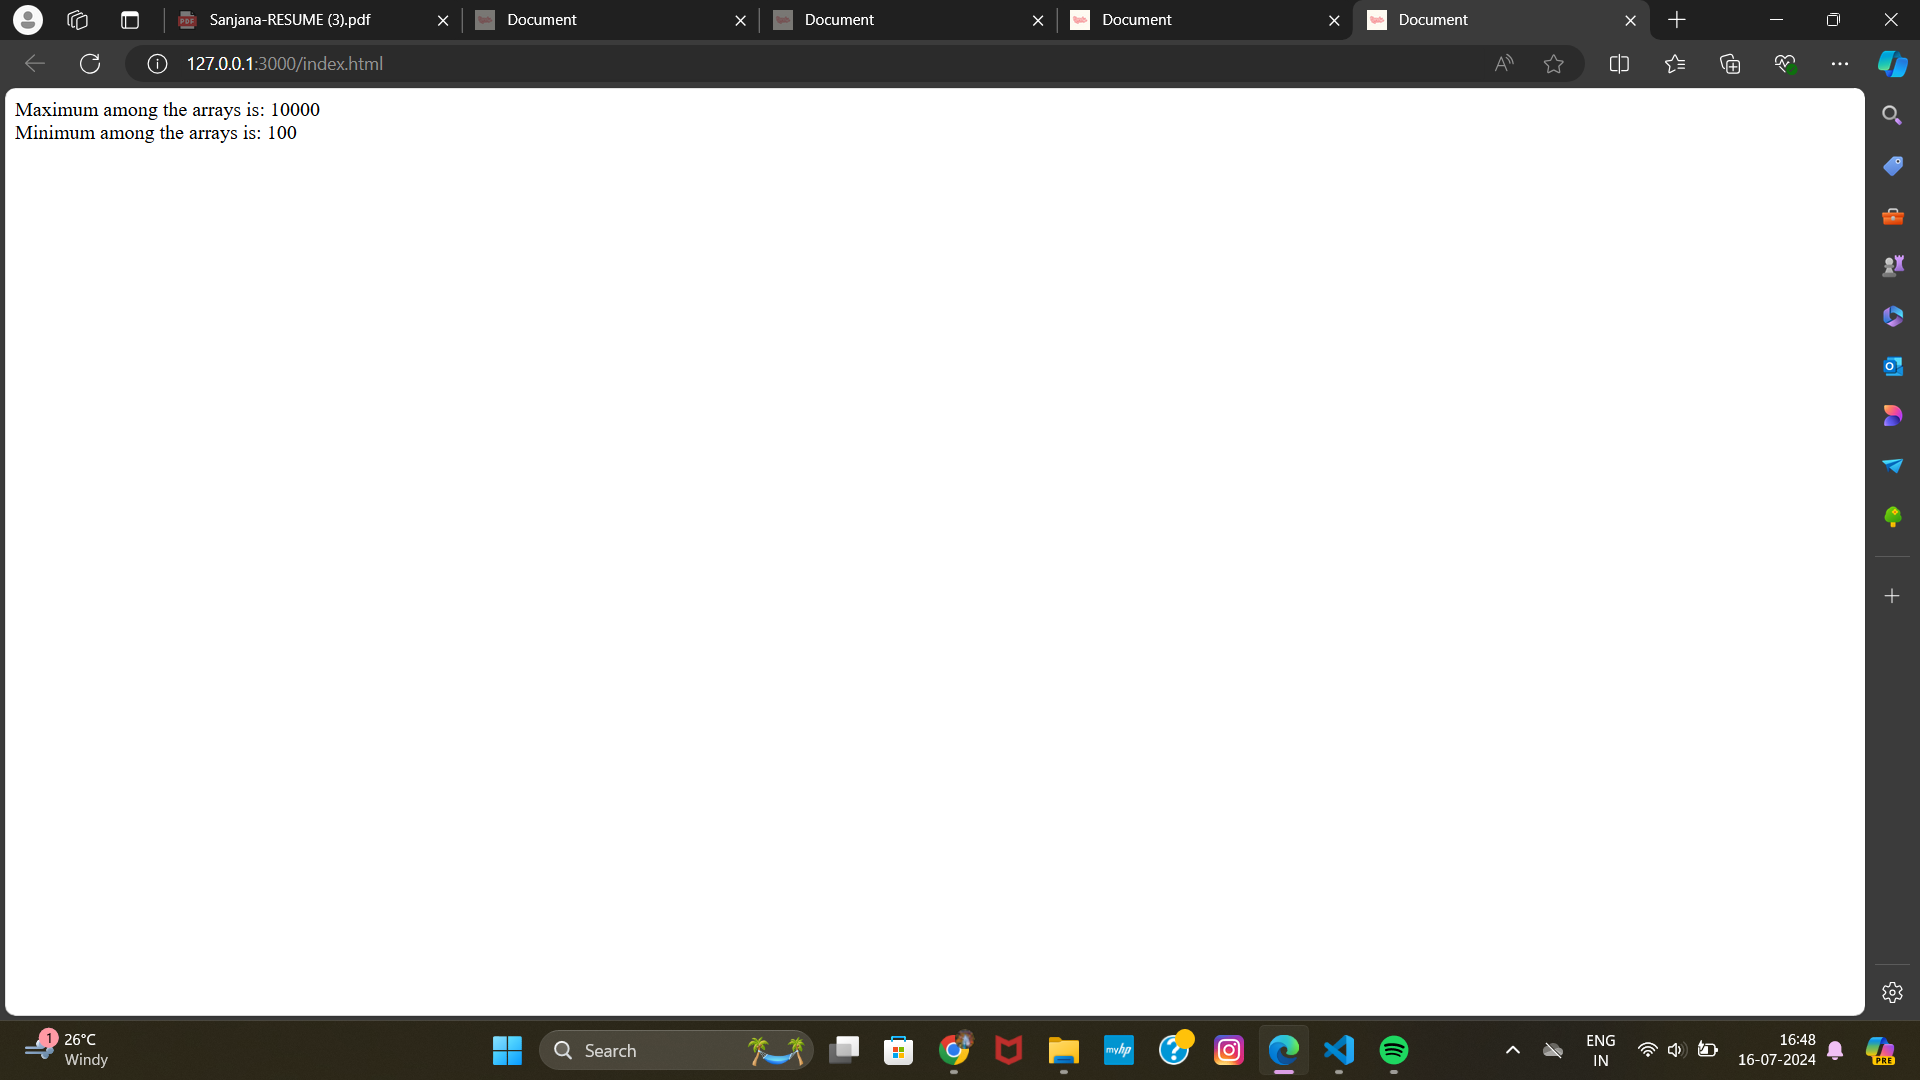 Sanjana-RESUME (3).pdf
Document
Document
Document
Document
127.0.0.1:3000/index.html
Maximum among the arrays is: 10000
Minimum among the arrays is: 100
1
26°C
Windy
Search
myhp
ENG
IN
16:48
16-07-2024
PRE